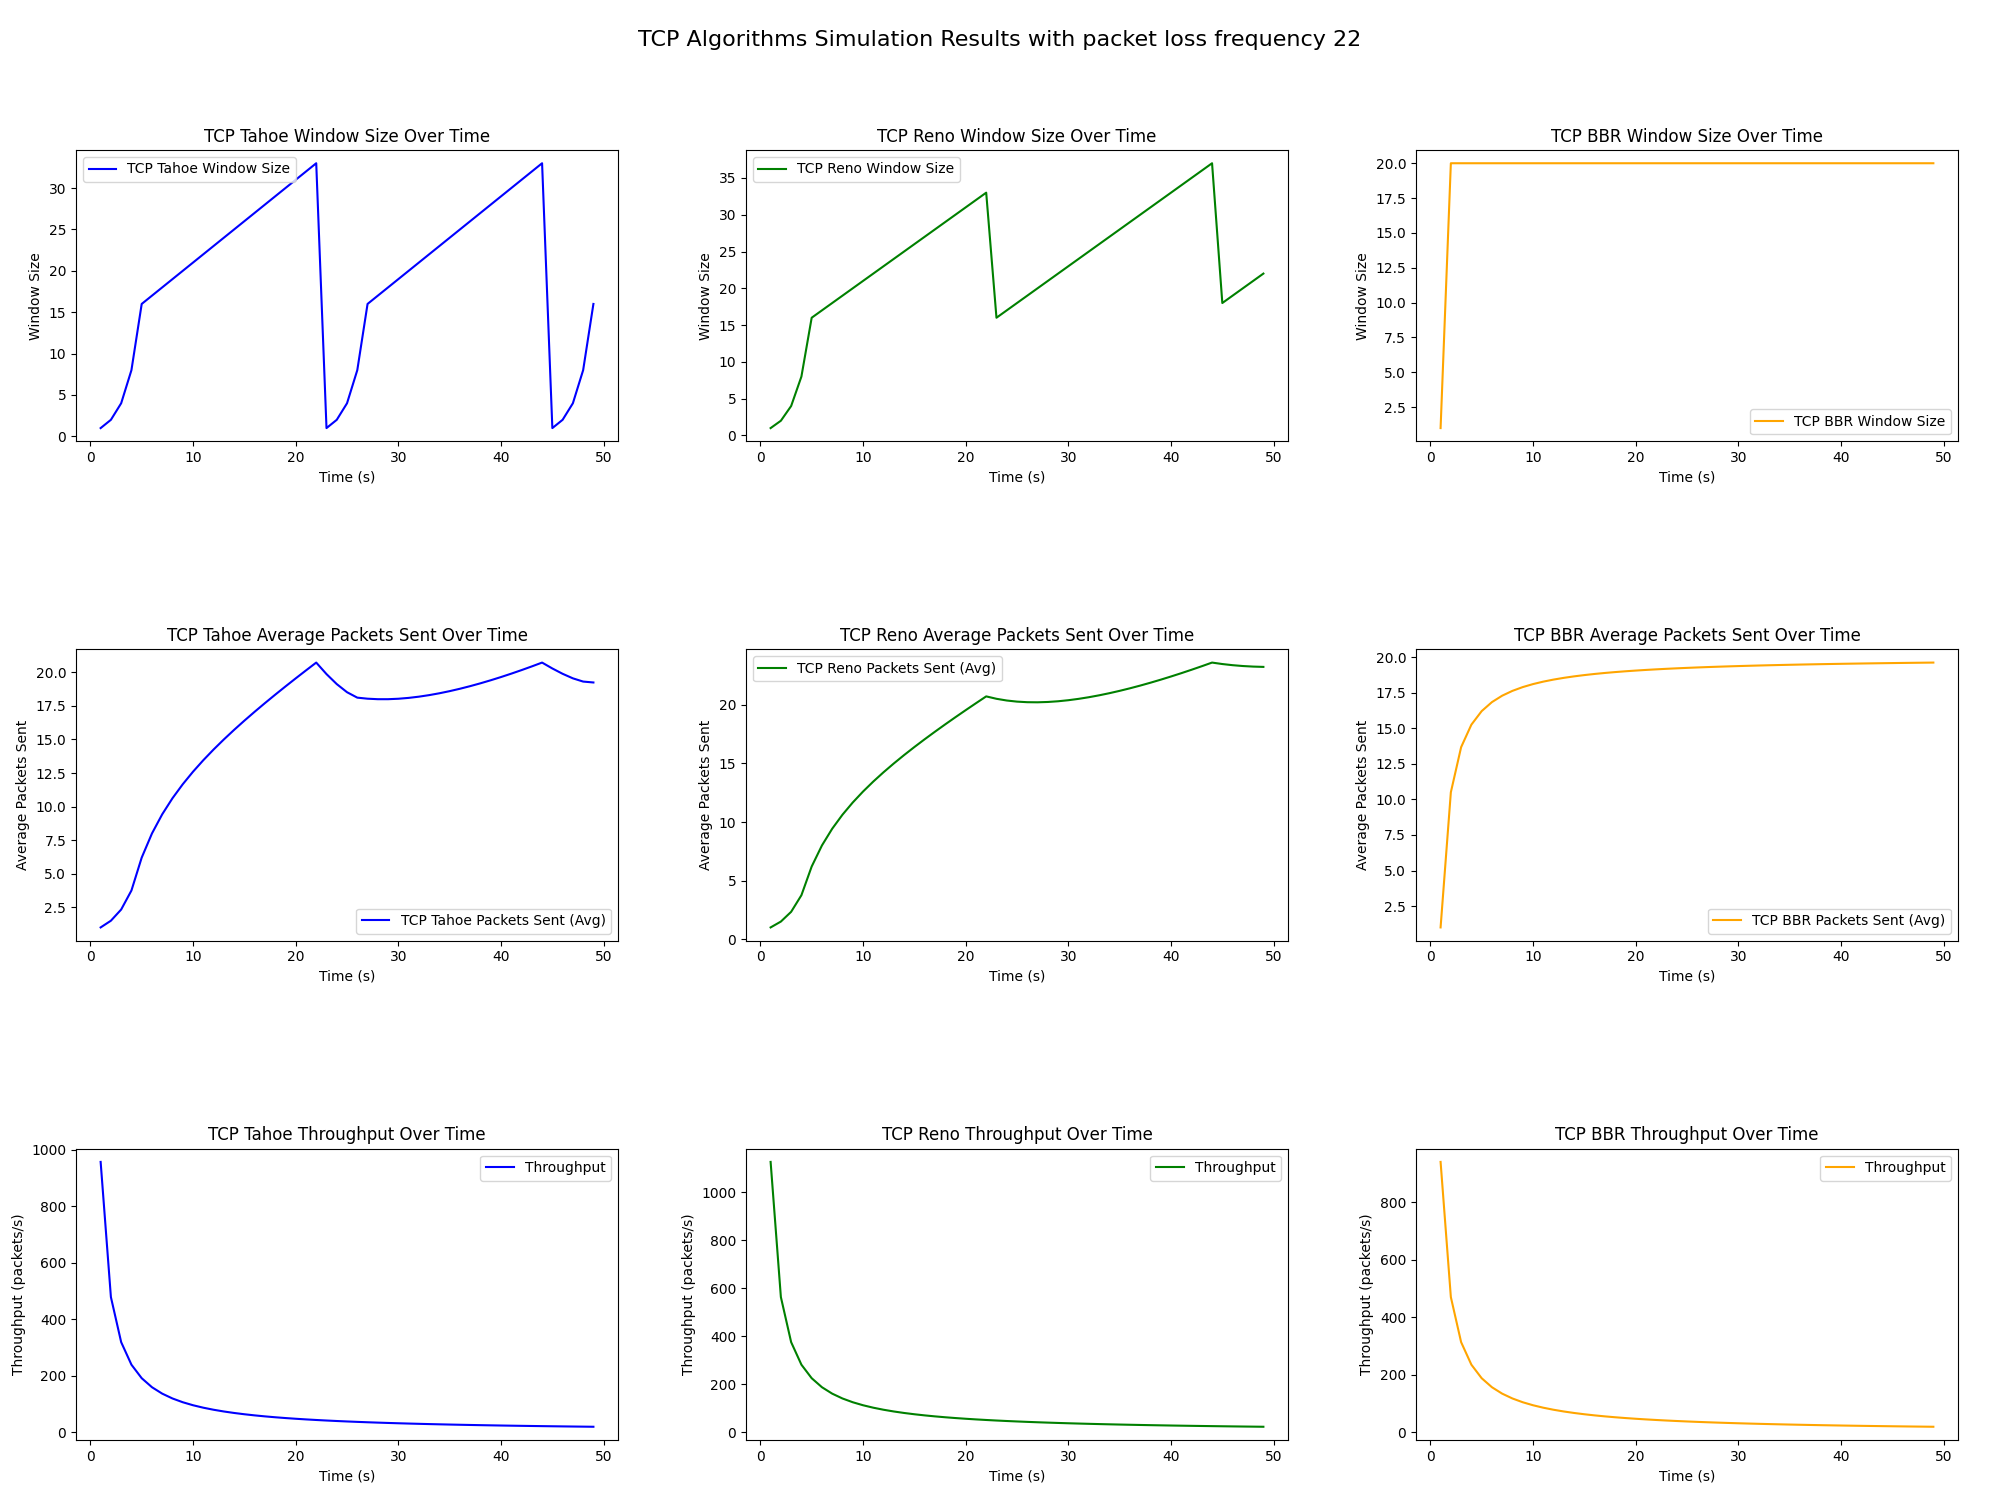 TCP Algorithms Simulation Results with packet loss frequency 22
TCP Tahoe Window Size Over Time
TCP Tahoe Window Size
Window Size
30
25
20
15
10
5
0
0 10 20 30 40 50
Time (s)
TCP Reno Window Size Over Time
TCP Reno Window Size
Window Size
35
30
25
20
15
10
5
0
0 10 20 30 40 50
Time (s)
TCP BBR Window Size Over Time
Window Size
20.0
17.5
15.0
12.5
10.0
7.5
5.0
2.5
TCP BBR Window Size
0 10 20 30 40 50
Time (s)
TCP Tahoe Average Packets Sent Over Time
Average Packets Sent
20.0
17.5
15.0
12.5
10.0
7.5
5.0
2.5
TCP Tahoe Packets Sent (Avg)
0 10 20 30 40 50
Time (s)
TCP Reno Average Packets Sent Over Time
TCP Reno Packets Sent (Avg)
Average Packets Sent
20
15
10
5
0
0 10 20 30 40 50
Time (s)
TCP BBR Average Packets Sent Over Time
Average Packets Sent
20.0
17.5
15.0
12.5
10.0
7.5
5.0
2.5
TCP BBR Packets Sent (Avg)
0 10 20 30 40 50
Time (s)
TCP Tahoe Throughput Over Time
Throughput
Throughput (packets/s)
1000
800
600
400
200
0
0 10 20 30 40 50
Time (s)
TCP Reno Throughput Over Time
Throughput
Throughput (packets/s)
1000
800
600
400
200
0
0 10 20 30 40 50
Time (s)
TCP BBR Throughput Over Time
Throughput
Throughput (packets/s)
800
600
400
200
0
0 10 20 30 40 50
Time (s)